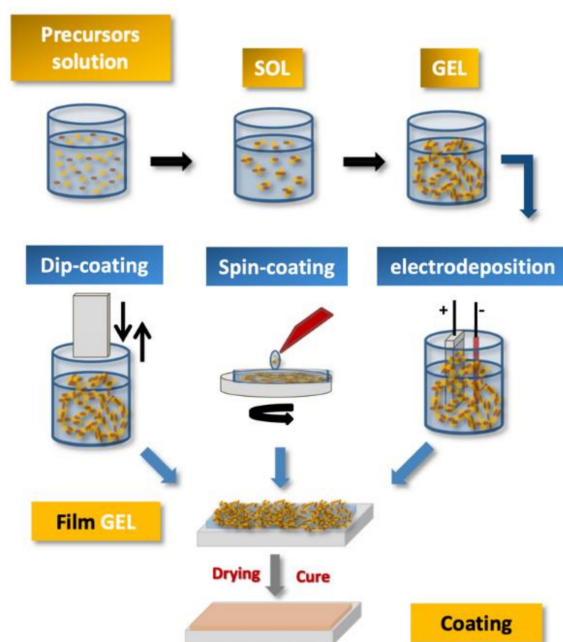 Precursors
solution
SOL
GEL
Dip-coating
Spin-coating
electrodeposition
+
-
Film GEL
Drying
Cure
Coating